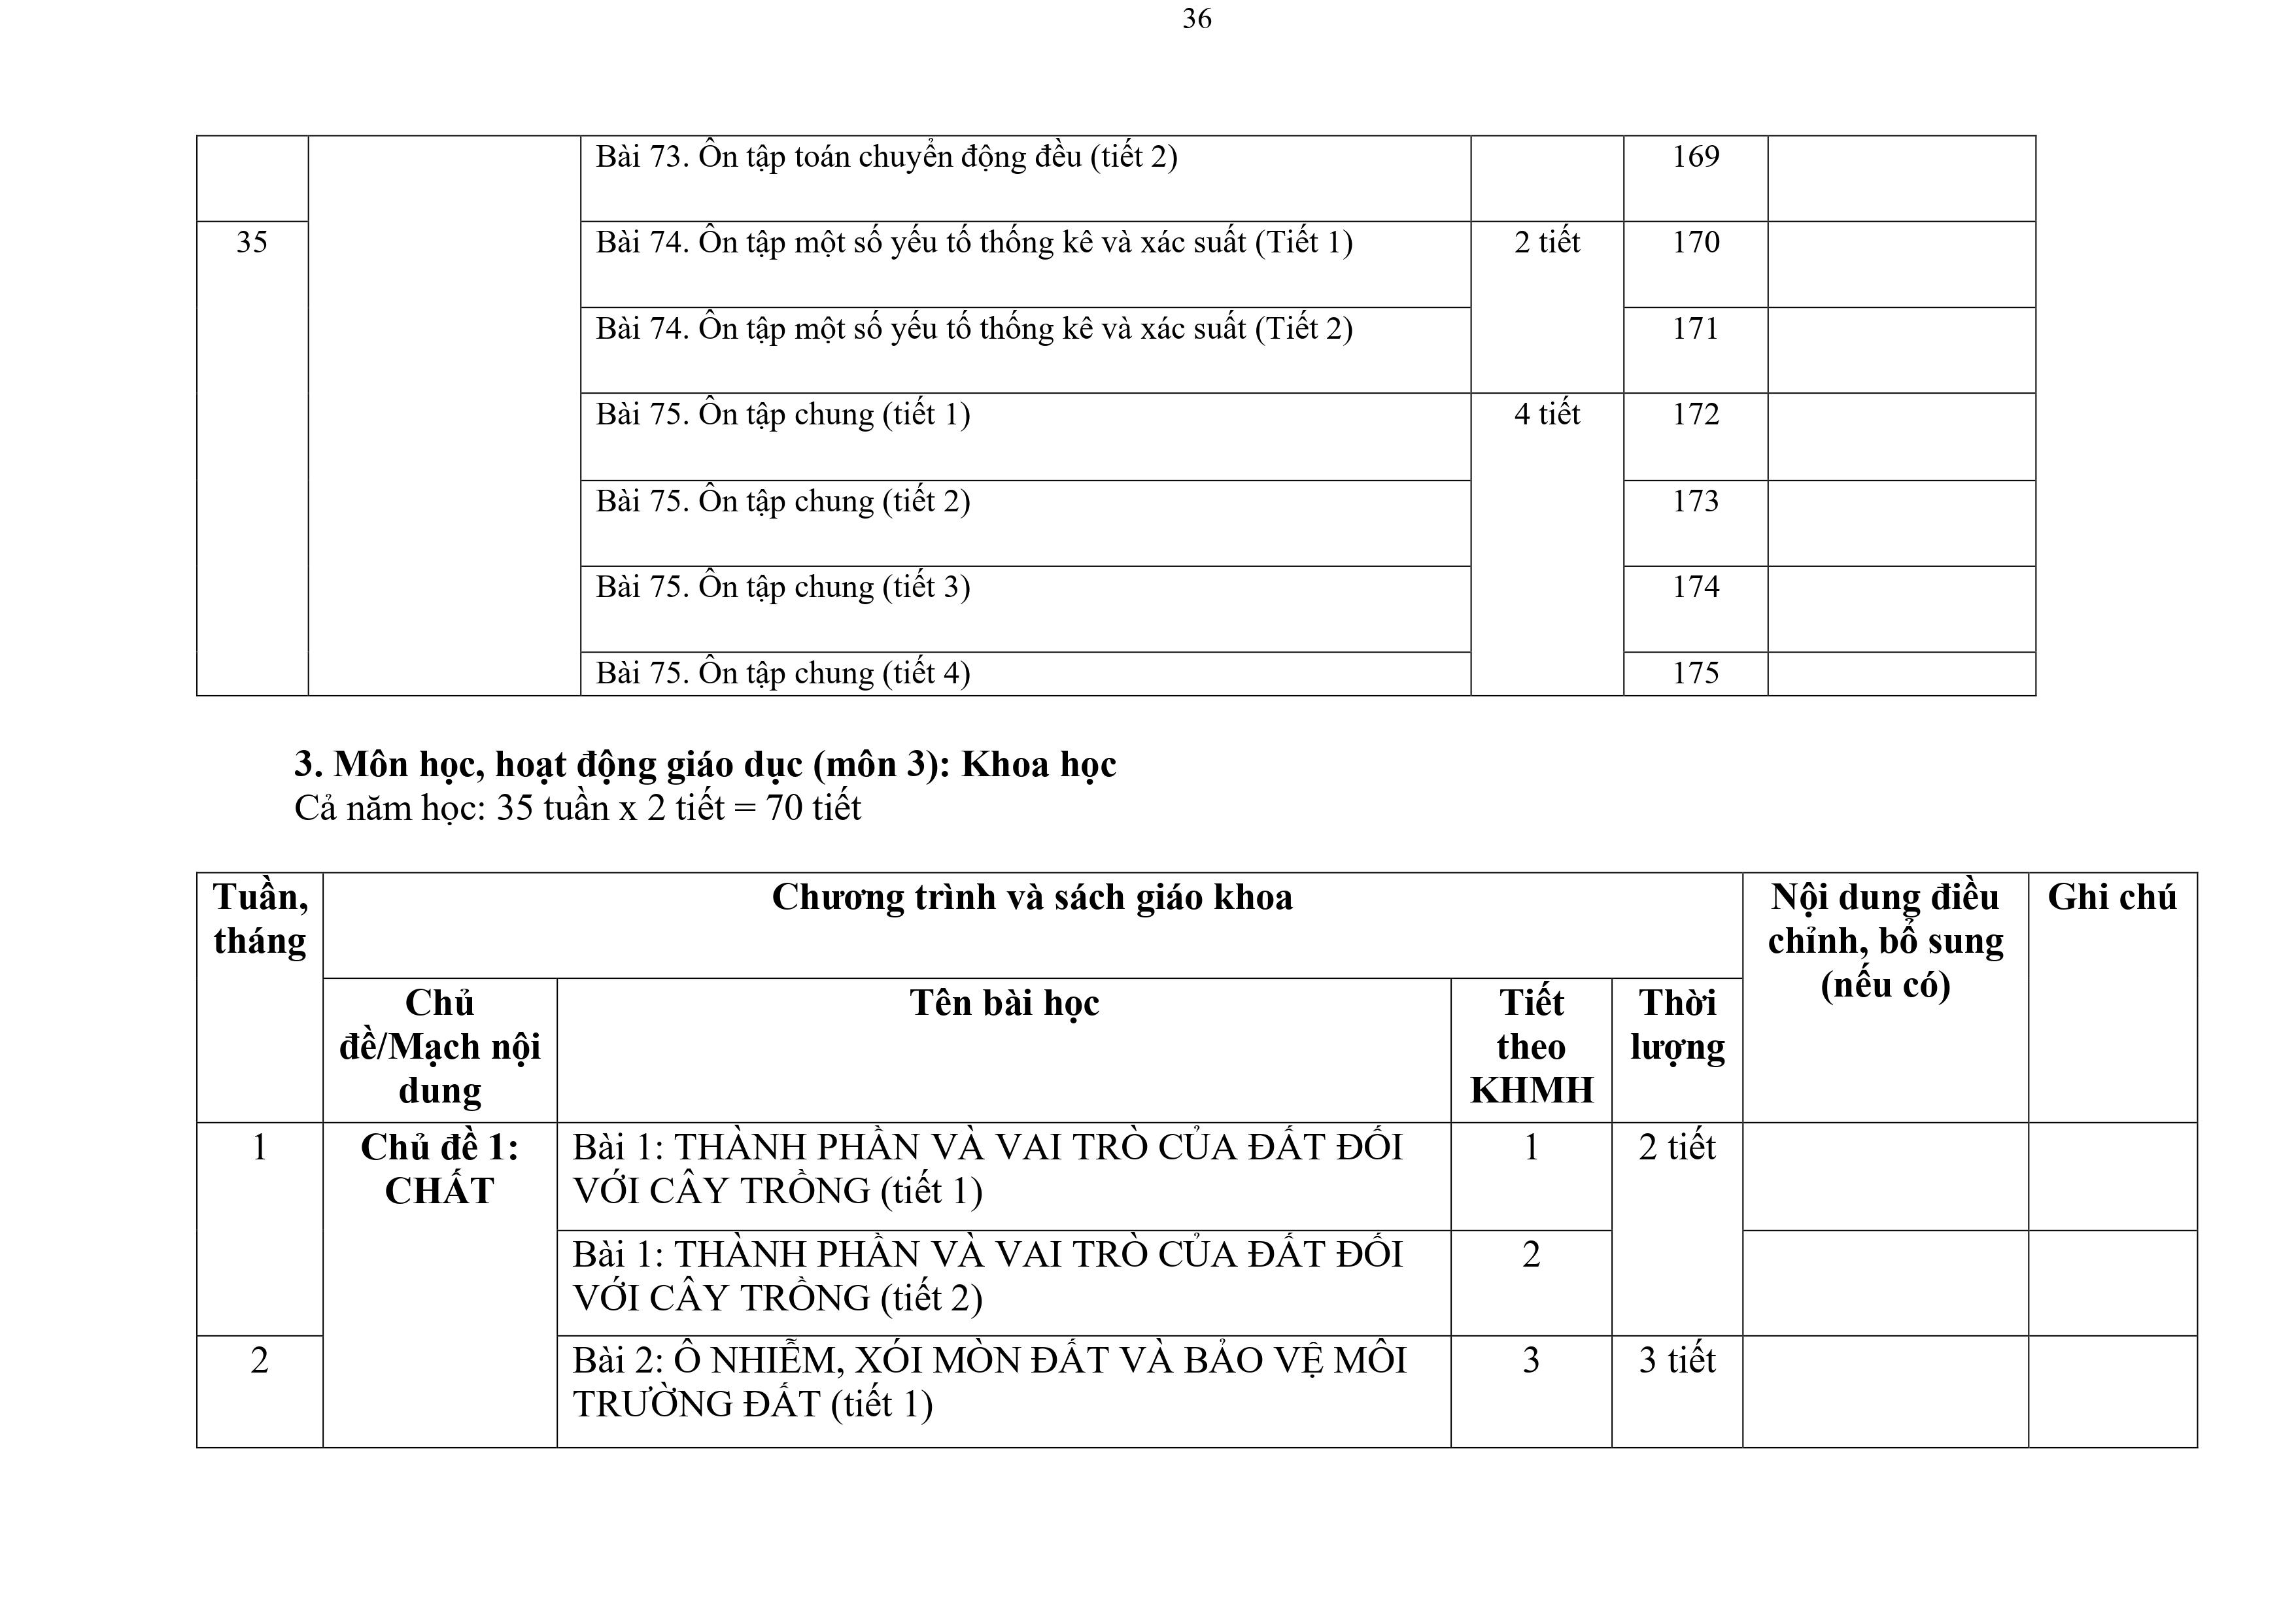 36
Bài 73. Ôn tập toán chuyển động đều (tiết 2) 169
35 Bài 74. Ôn tập một số yếu tố thống kê và xác suất (Tiết 1) 2 tiết 170
Bài 74. Ôn tập một số yếu tố thống kê và xác suất (Tiết 2) 171
Bài 75. Ôn tập chung (tiết 1) 4 tiết 172
Bài 75. Ôn tập chung (tiết 2) 173
Bài 75. Ôn tập chung (tiết 3) 174
Bài 75. Ôn tập chung (tiết 4) 175
3. Môn học, hoạt động giáo dục (môn 3): Khoa học
Cả năm học: 35 tuần x 2 tiết = 70 tiết
Tuần,
tháng
Chương trình và sách giáo khoa
Nội dung điều
chỉnh, bổ sung
(nếu có)
Ghi chú
Chủ
đề/Mạch nội
dung
Tên bài học
Tiết
theo
KHMH
Thời
lượng
1
Chủ đề 1:
CHẤT
Bài 1: THÀNH PHẦN VÀ VAI TRÒ CỦA ĐẤT ĐỐI
VỚI CÂY TRỒNG (tiết 1)
1
2 tiết
Bài 1: THÀNH PHẦN VÀ VAI TRÒ CỦA ĐẤT ĐỐI
VỚI CÂY TRỒNG (tiết 2)
2
2
Bài 2: Ô NHIỄM, XÓI MÒN ĐẤT VÀ BẢO VỆ MÔI
TRƯỜNG ĐẤT (tiết 1)
3
3 tiết